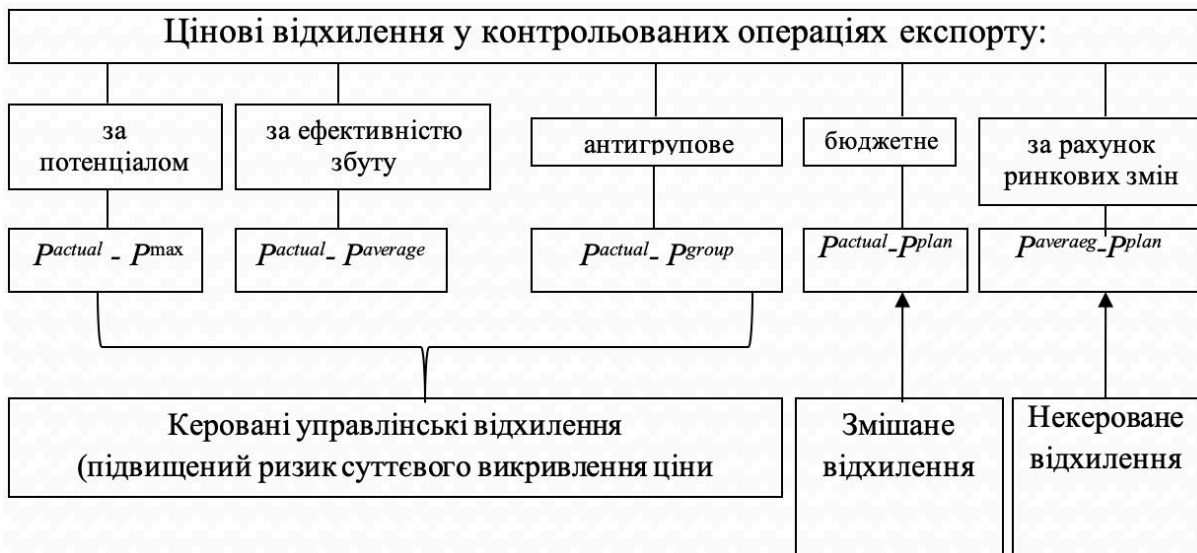 Цінові відхилення у контрольованих операціях експорту:
за
потенціалом
за ефективністю
збуту
антигрупове
бюджетне
за рахунок
ринкових змін
Pactual - Pmax
Pactual- Paverage
Pactual- Pgroup
Pactual-Pplan
Paveraeg-Pplan
Керовані управлінські відхилення
(підвищений ризик суттєвого викривлення ціни
Змішане
відхилення
Некероване
відхилення